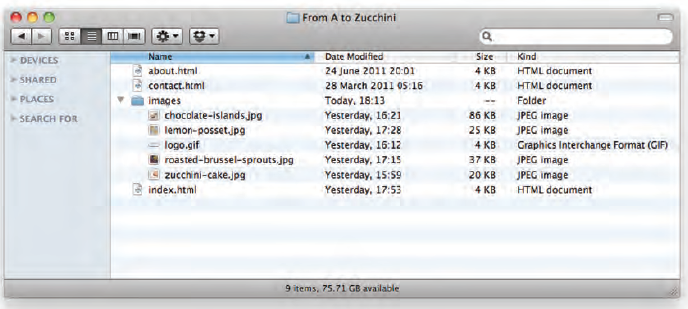 From A to Zucchini
DEVICES
SHARED
PLACES
SEARCH FOR
Name Date Modified Size Kind
about.html 24 June 2011 20:01 4 KB HTML document
contact.html 28 March 2011 05:16 4 KB HTML document
images Today, 16:13 -- Folder
chocolate-islands.jpg Yesterday, 16:21 86 KB JPEG image
lemon-posset.jpg Yesterday, 17:28 25 KB JPEG image
logo.gif Yesterday, 16:12 4 KB Graphics Interchange Format (GIF)
roasted-brussel-sprouts.jpg Yesterday, 17:15 37 KB JPEG image
zucchini-cake.jpg Yesterday, 15:59 20 KB JPEG image
index.html Yesterday, 17:53 4 KB HTML document
9 items, 75.71 GB available